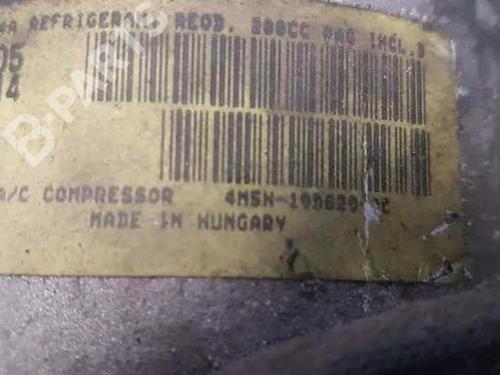 REFRIGERANT REQD. 200CC PAG INCL.
05
4
A/C COMPRESSOR 4M5H-19D629
MADE IN HUNGARY
B-PARTS